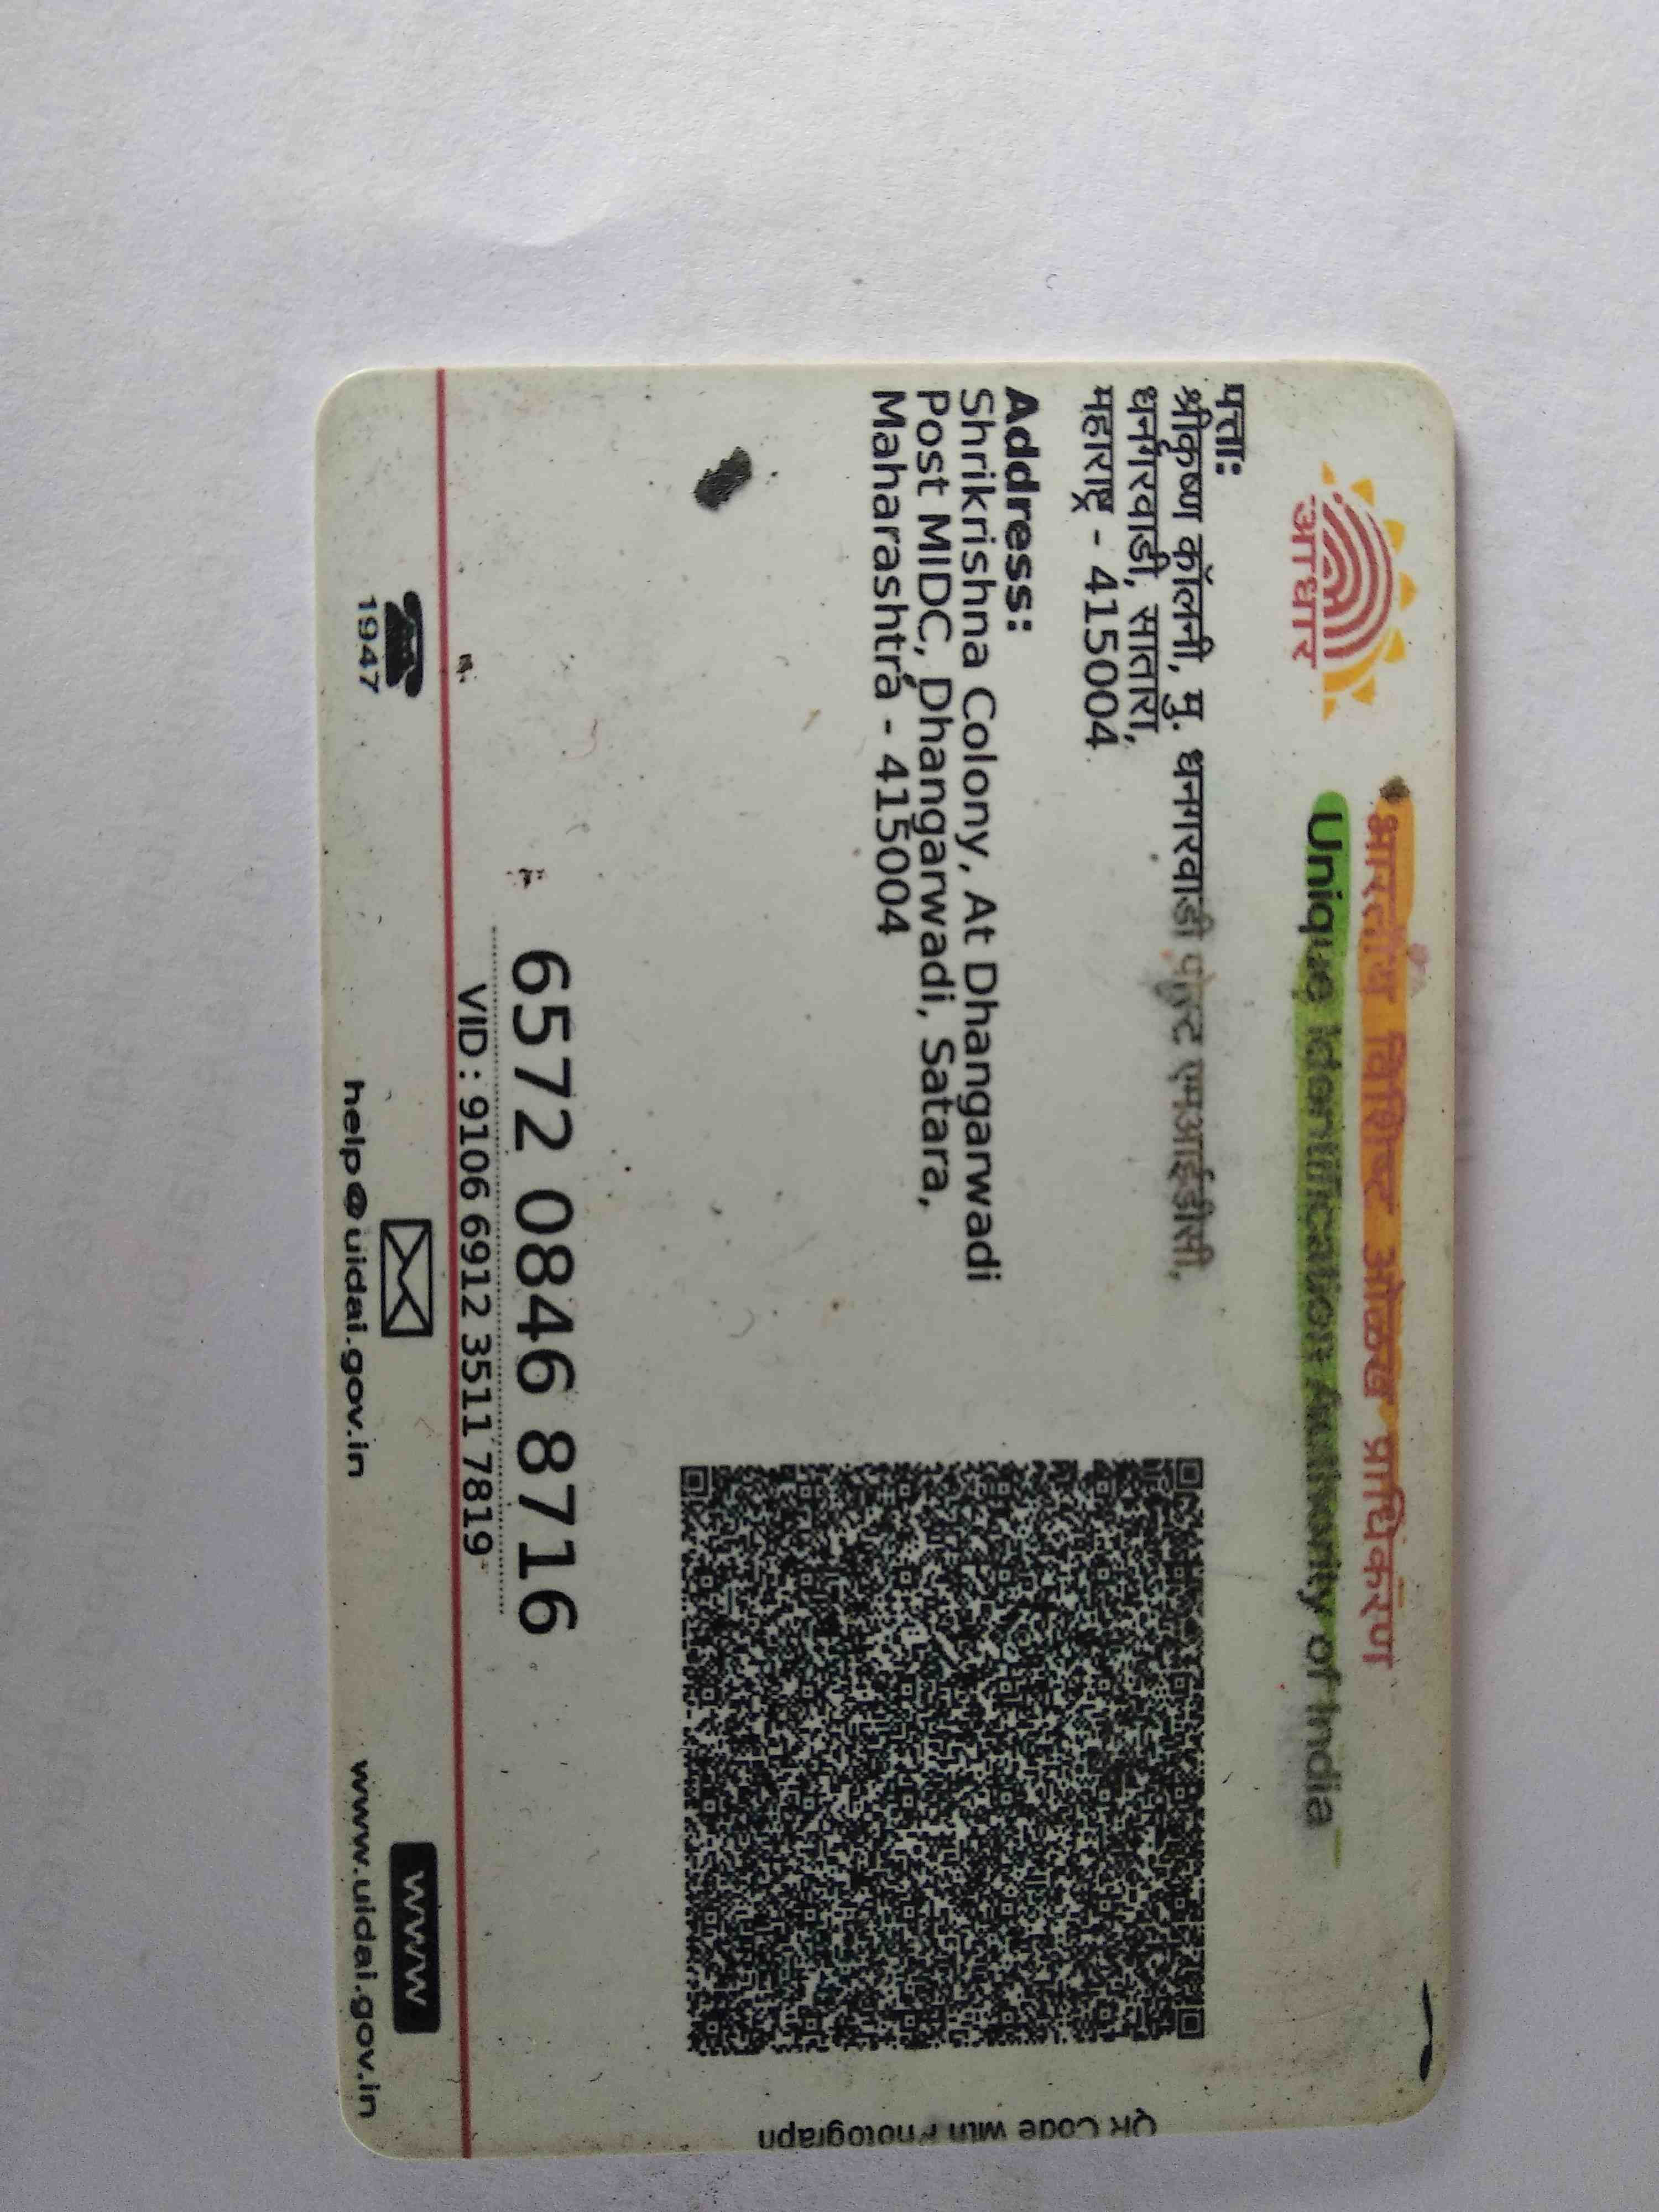 आधार
भारतीय विशिष्ट ओळख प्राधिकरण
Unique Identification Authority of India
पत्ता:
श्रीकृष्ण कॉलनी, मु. धनगरवाडी पोस्ट एमआईडीसी,
धनगरवाडी, सातारा,
महाराष्ट्र - 415004
Address:
Shrikrishna Colony, At Dhangarwadi
Post MIDC, Dhangarwadi, Satara,
Maharashtra - 415004
QR Code with Photograph
6572 0846 8716
VID : 9106 6912 3511 7819
1947
help@uidai.gov.in
www
www.uidai.gov.in